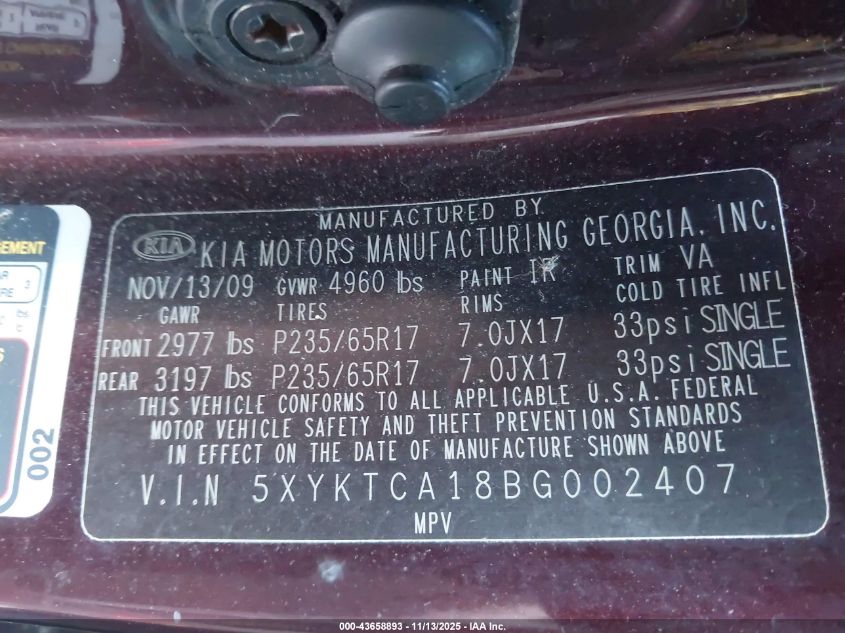 MANUFACTURED BY
KIA KIA MOTORS MANUFACTURING GEORGIA, INC.
NOV/13/09 GVWR 4960 lbs PAINT IR TRIM VA
GAWR TIRES RIMS COLD TIRE INFL
FRONT 2977 lbs P235/65R17 7.0JX17 33psi SINGLE
REAR 3197 lbs P235/65R17 7.0JX17 33psi SINGLE
THIS VEHICLE CONFORMS TO ALL APPLICABLE U.S.A. FEDERAL
MOTOR VEHICLE SAFETY AND THEFT PREVENTION STANDARDS
IN EFFECT ON THE DATE OF MANUFACTURE SHOWN ABOVE
V.I.N 5XYKTCA18BG002407
MPV
002
000-43658893 - 11/13/2025 - IAA Inc.